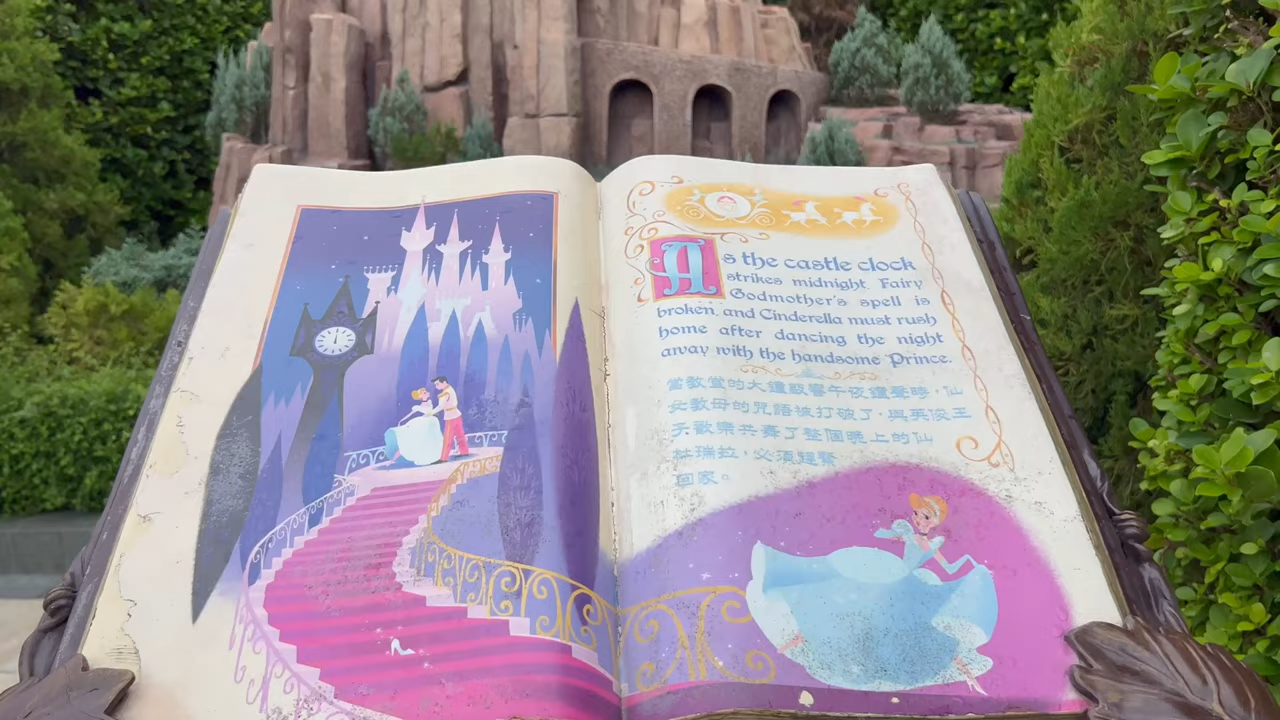 As the castle clock
strikes midnight, Fairy
Godmother's spell is
broken, and Cinderella must rush
home after dancing the night
away with the handsome Prince.
當教堂的大鐘敲響午夜鐘聲時,仙
女教母的咒語被打破了,與英俊王
子歡樂共舞了整個晚上的仙
杜瑞拉,必須趕緊
回家。